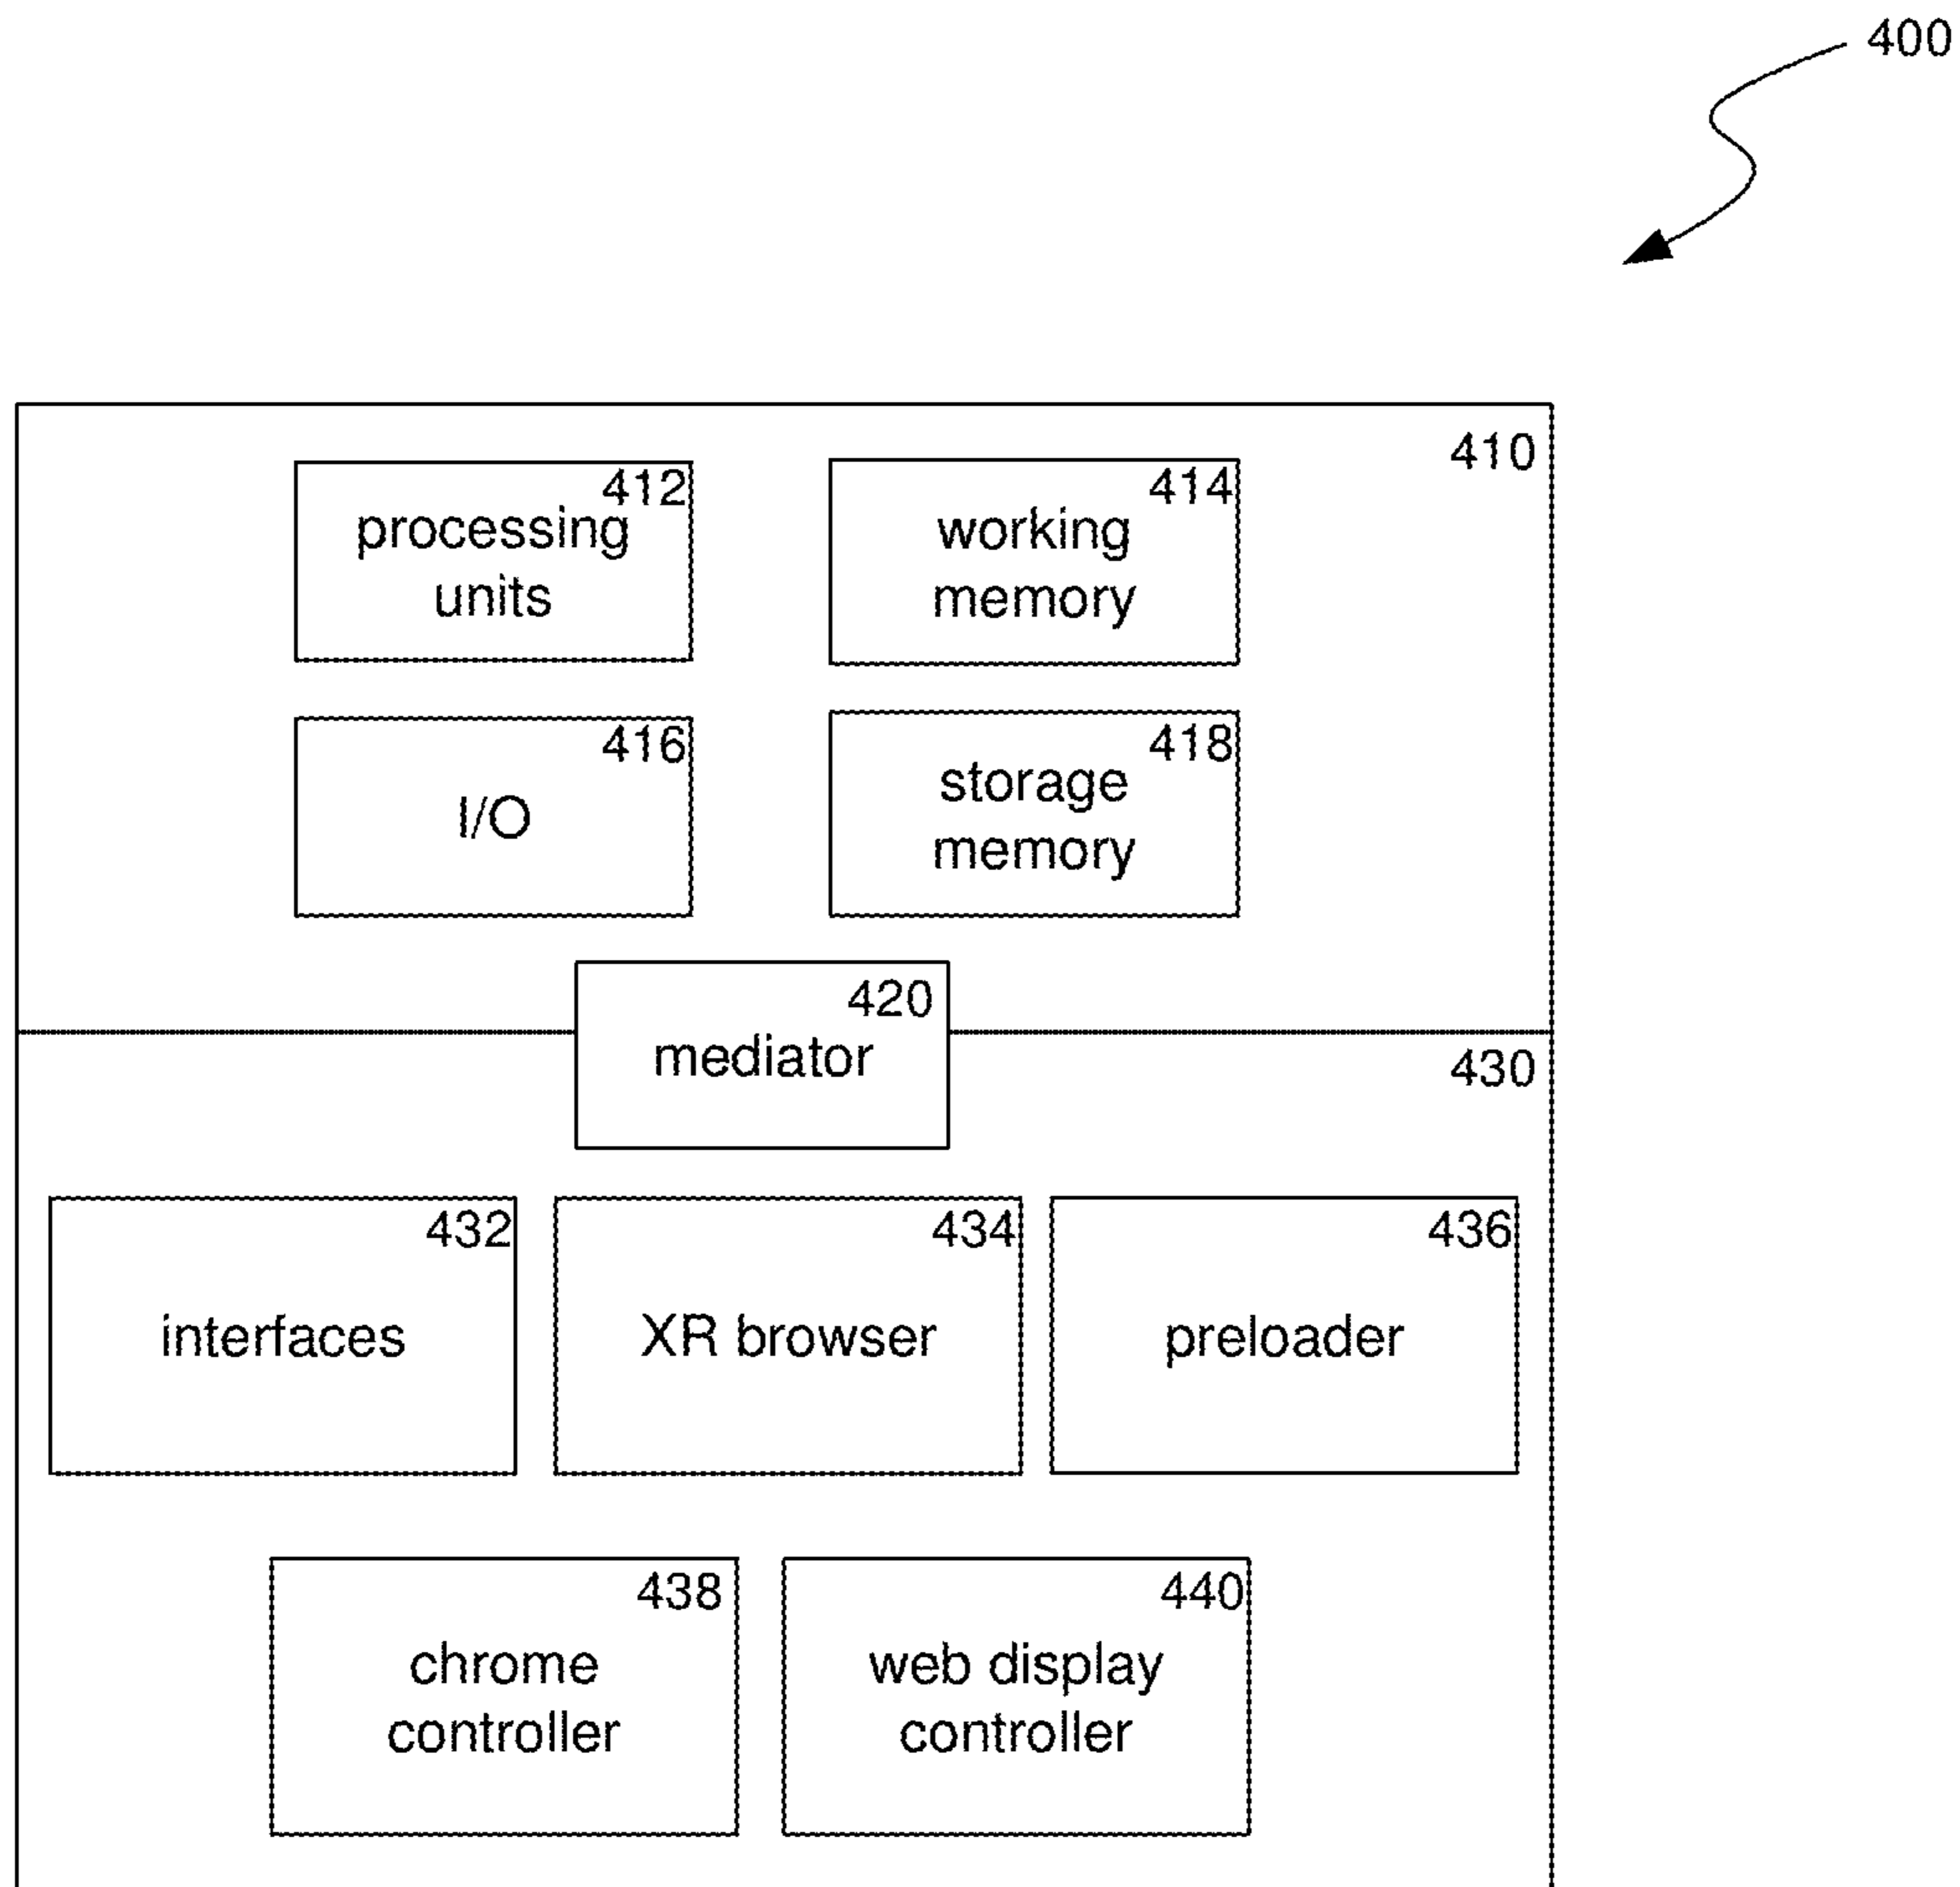 400
410
412
processing
units
414
working
memory
416
I/O
418
storage
memory
420
mediator
430
432
interfaces
434
XR browser
436
preloader
438
chrome
controller
440
web display
controller